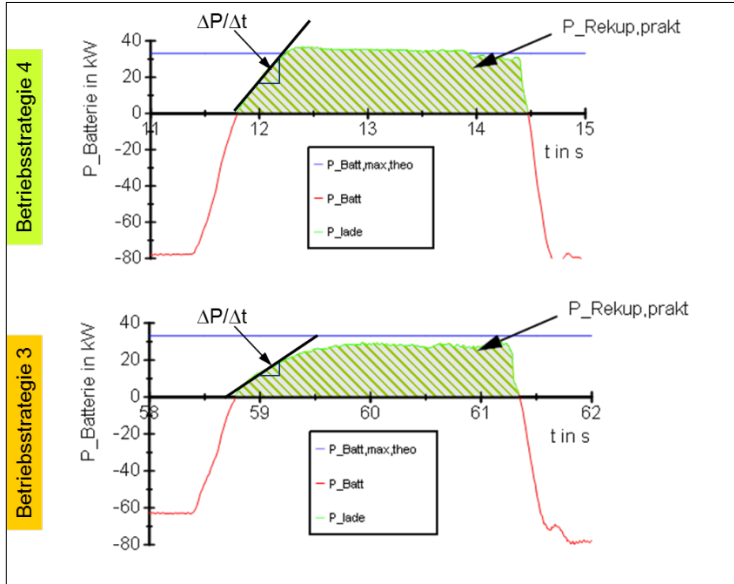 Betriebsstrategie 4
P_Batterie in kW
ΔP/Δt
P_Rekup,prakt
40
20
0
-20
-40
-60
-80
11
12
13
14
15
t in s
P_Batt,max,theo
P_Batt
P_lade
Betriebsstrategie 3
P_Batterie in kW
ΔP/Δt
P_Rekup,prakt
40
20
0
-20
-40
-60
-80
58
59
60
61
62
t in s
P_Batt,max,theo
P_Batt
P_lade